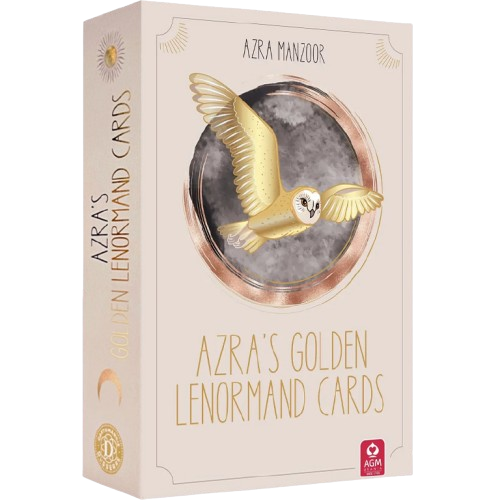 AZRA MANZOOR
AZRA'S GOLDEN
LENORMAND CARDS
AGM
AZRA'S
GOLDEN LENORMAND CARDS
D